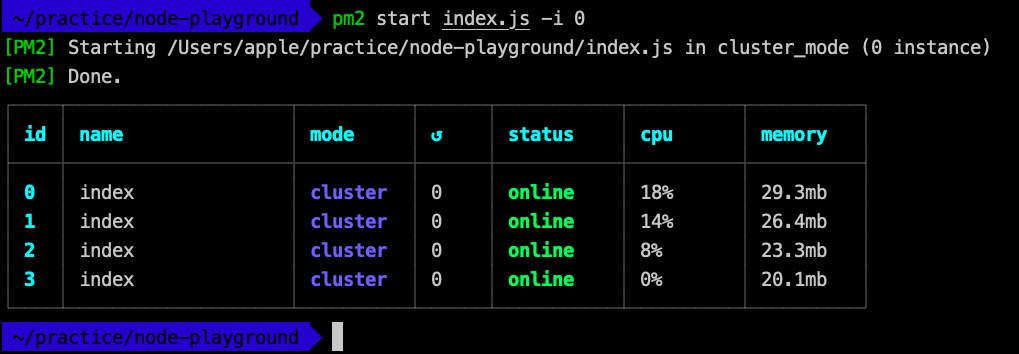 ~/practice/node-playground pm2 start index.js -i 0
[PM2] Starting /Users/apple/practice/node-playground/index.js in cluster_mode (0 instance)
[PM2] Done.
id name mode ↺ status cpu memory
0 index cluster 0 online 18% 29.3mb
1 index cluster 0 online 14% 26.4mb
2 index cluster 0 online 8% 23.3mb
3 index cluster 0 online 0% 20.1mb
~/practice/node-playground